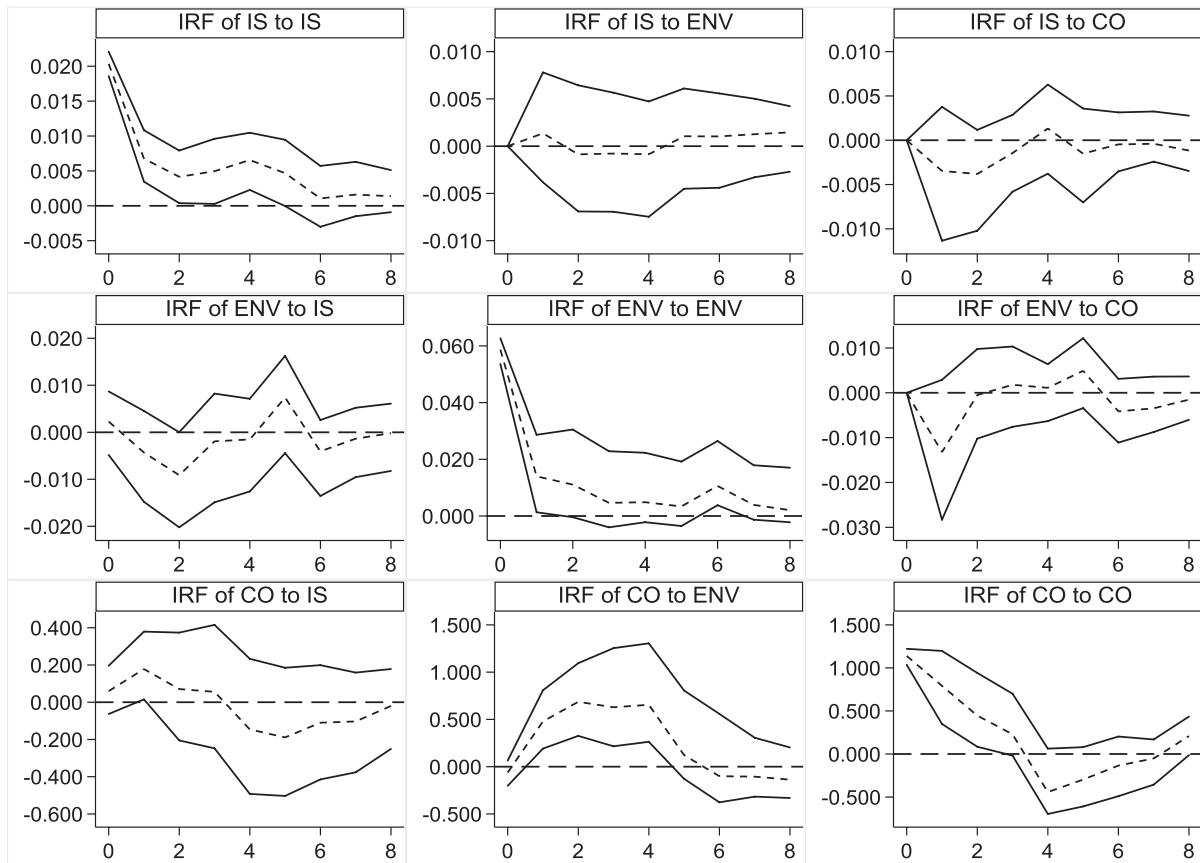 IRF of IS to IS
0.020
0.015
0.010
0.005
0.000
-0.005
0 2 4 6 8
IRF of IS to ENV
0.010
0.005
0.000
-0.005
-0.010
0 2 4 6 8
IRF of IS to CO
0.010
0.005
0.000
-0.005
-0.010
0 2 4 6 8
IRF of ENV to IS
0.020
0.010
0.000
-0.010
-0.020
0 2 4 6 8
IRF of ENV to ENV
0.060
0.040
0.020
0.000
0 2 4 6 8
IRF of ENV to CO
0.010
0.000
-0.010
-0.020
-0.030
0 2 4 6 8
IRF of CO to IS
0.400
0.200
0.000
-0.200
-0.400
-0.600
0 2 4 6 8
IRF of CO to ENV
1.500
1.000
0.500
0.000
-0.500
0 2 4 6 8
IRF of CO to CO
1.500
1.000
0.500
0.000
-0.500
0 2 4 6 8